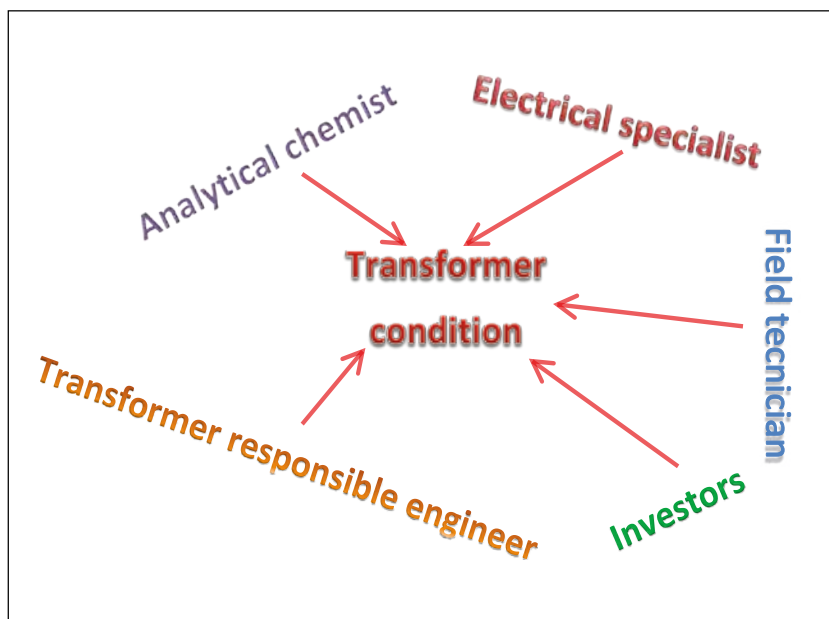 Analytical chemist
Electrical specialist
Transformer
condition
Field tecnician
Transformer responsible engineer
Investors